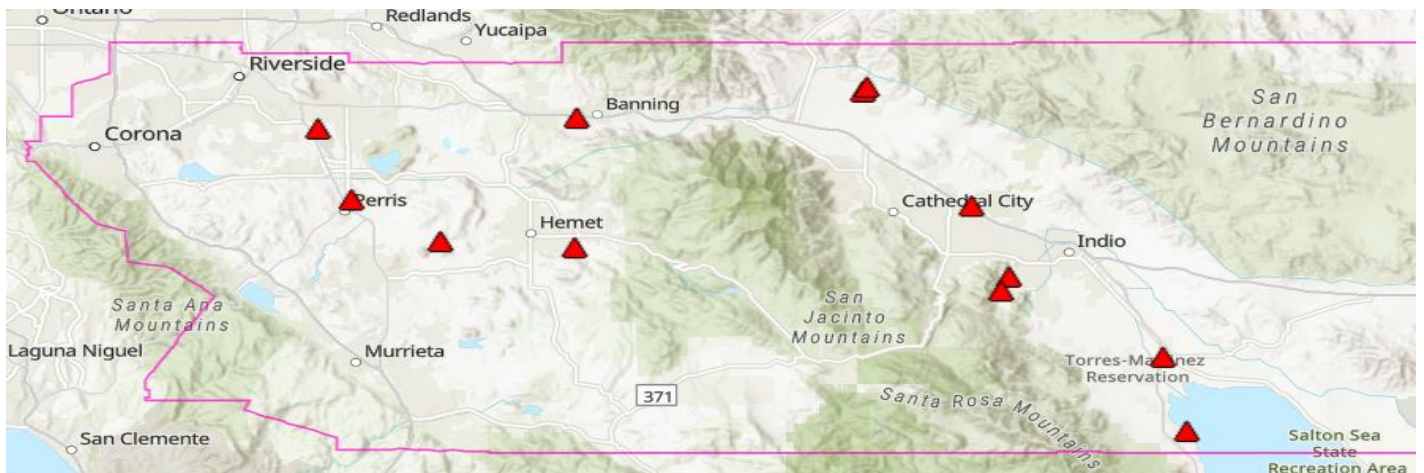 Ontario
Redlands
Yucaipa
Riverside
Corona
Banning
San
Bernardino
Mountains
Perris
Hemet
Cathedral City
Indio
Santa Ana
Mountains
San
Jacinto
Mountains
Laguna Niguel
Murrieta
Torres-Martinez
Reservation
371
Santa Rosa Mountains
San Clemente
Salton Sea
State
Recreation Area